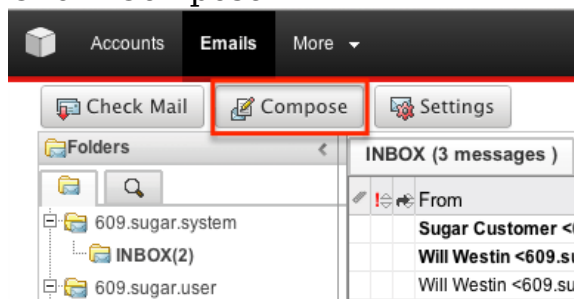 Accounts Emails More
Check Mail Compose Settings
Folders
INBOX (3 messages )
From
609.sugar.system
Sugar Customer <
INBOX(2)
Will Westin <609.su
609.sugar.user
Will Westin <609.su